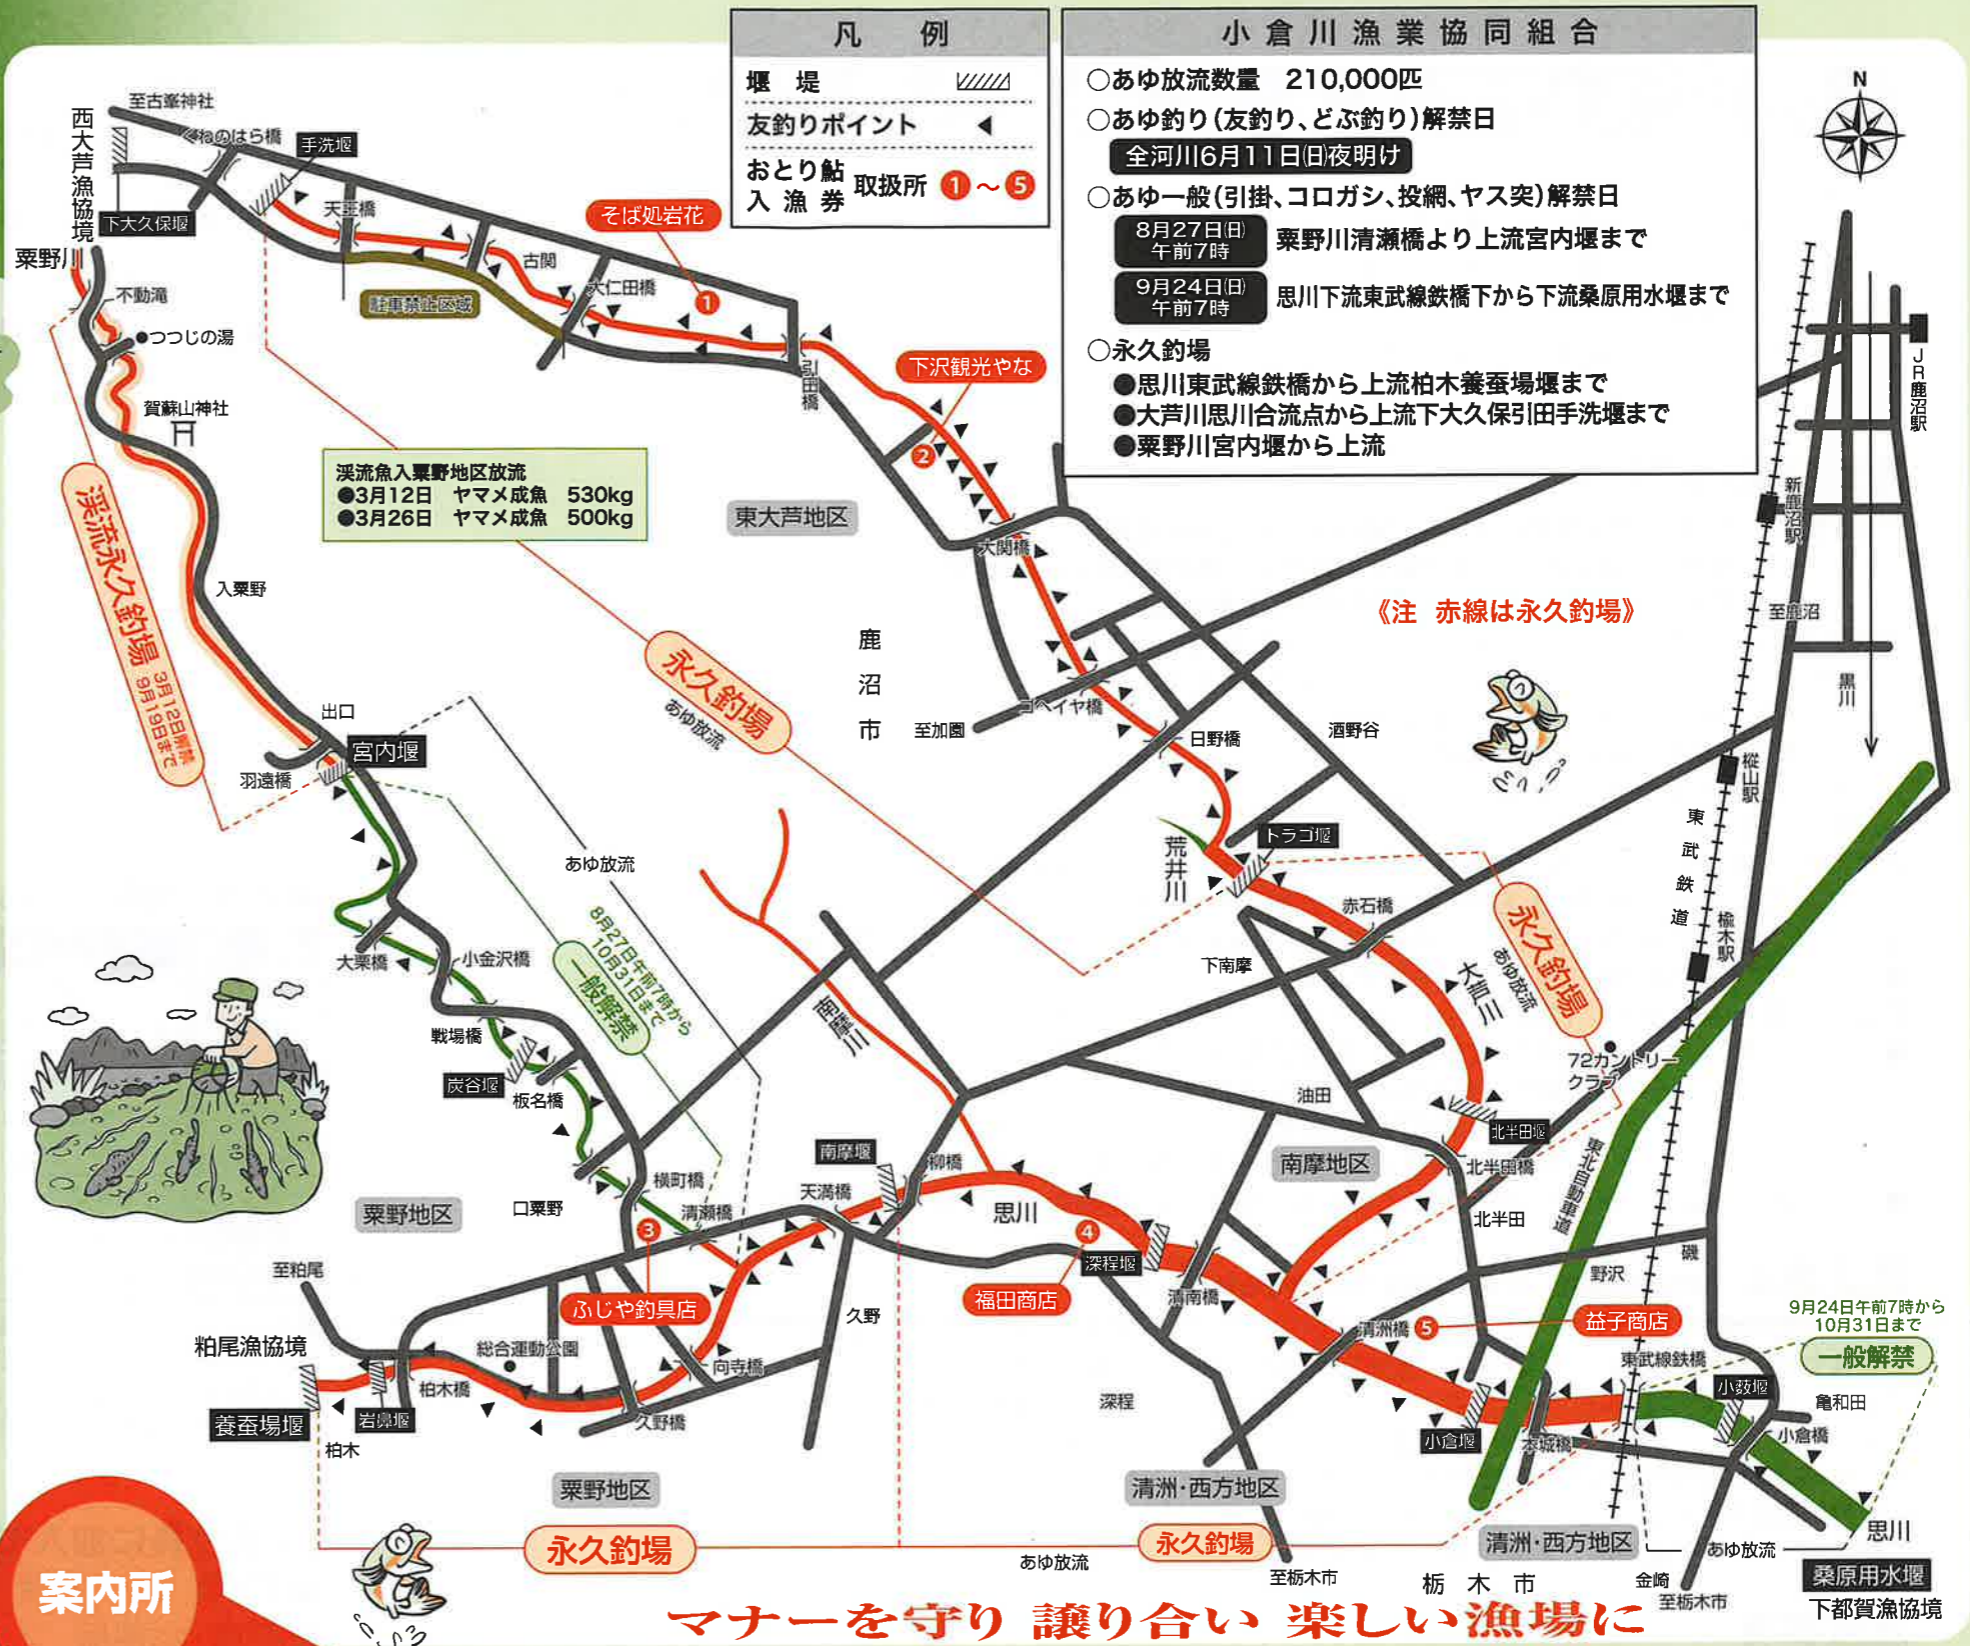 凡　例
堰　堤
友釣りポイント
おとり鮎
入 漁 券
取扱所 ❶～❺
小倉川漁業協同組合
○あゆ放流数量　210,000匹
○あゆ釣り(友釣り、どぶ釣り)解禁日
全河川6月11日㈰夜明け
○あゆ一般(引掛、コロガシ、投網、ヤス突)解禁日
8月27日㈰
午前7時
粟野川清瀬橋より上流宮内堰まで
9月24日㈰
午前7時
思川下流東武線鉄橋下から下流桑原用水堰まで
○永久釣場
●思川東武線鉄橋から上流柏木養蚕場堰まで
●大芦川思川合流点から上流下大久保引田手洗堰まで
●粟野川宮内堰から上流
N
至古峯神社
西大芦漁協境
くねのはら橋
手洗堰
下大久保堰
天王橋
粟野川
不動滝
つつじの湯
賀蘇山神社
駐車禁止区域
古関
大仁田橋
そば処岩花
❶
引田橋
下沢観光やな
❷
渓流魚入粟野地区放流
●3月12日　ヤマメ成魚　530kg
●3月26日　ヤマメ成魚　500kg
東大芦地区
大関橋
JR鹿沼駅
新鹿沼駅
至鹿沼
黒川
《注　赤線は永久釣場》
渓流永久釣場
3月12日解禁
9月19日まで
入粟野
永久釣場
あゆ放流
鹿沼市
至加園
コヘイヤ橋
日野橋
酒野谷
出口
宮内堰
羽遠橋
樅山駅
東武鉄道
楡木駅
あゆ放流
荒井川
トラゴ堰
赤石橋
永久釣場
あゆ放流
大芦川
下南摩
8月27日午前7時から
10月31日まで
一般解禁
大栗橋
小金沢橋
戦場橋
炭谷堰
板名橋
南摩川
72カントリー
クラブ
油田
北半田堰
北半田橋
南摩地区
東北自動車道
北半田
南摩堰
柳橋
横町橋
天満橋
清瀬橋
粟野地区
口粟野
思川
❸
❹
深程堰
清南橋
磯
野沢
至粕尾
ふじや釣具店
福田商店
久野
益子商店
清洲橋
❺
9月24日午前7時から
10月31日まで
一般解禁
東武線鉄橋
小薮堰
粕尾漁協境
総合運動公園
向寺橋
柏木橋
亀和田
養蚕場堰
岩鼻堰
久野橋
深程
小倉堰
本城橋
小倉橋
柏木
粟野地区
清洲・西方地区
清洲・西方地区
思川
永久釣場
永久釣場
あゆ放流
あゆ放流
至栃木市
栃木市
金崎
至栃木市
桑原用水堰
下都賀漁協境
案内所
マナーを守り 譲り合い 楽しい漁場に